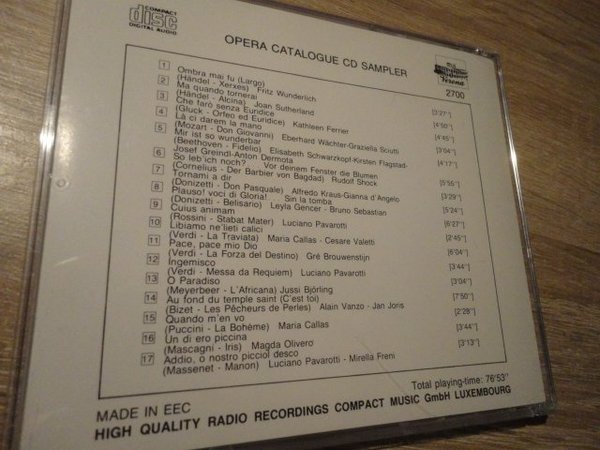 COMPACT
disc
DIGITAL AUDIO
OPERA CATALOGUE CD SAMPLER
Verona
2700
1 Ombra mai fu (Largo)
(Händel - Xerxes) Fritz Wunderlich [3'27'']
2 Ma quando tornerai
(Händel - Alcina) Joan Sutherland [4'50'']
3 Che farò senza Euridice
(Gluck - Orfeo ed Euridice) Kathleen Ferrier [4'45'']
4 Là ci darem la mano
(Mozart - Don Giovanni) Eberhard Wächter-Graziella Sciutti [3'04'']
5 Mir ist so wunderbar
(Beethoven - Fidelio) Elisabeth Schwarzkopf-Kirsten Flagstad- [4'17'']
Josef Greindl-Anton Dermota
6 So leb'ich noch? Vor deinem Fenster die Blumen
(Cornelius - Der Barbier von Bagdad) Rudolf Shock [5'55'']
7 Tornami a dir
(Donizetti - Don Pasquale) Alfredo Kraus-Gianna d'Angelo [3'29'']
8 Plauso! voci di Gloria! Sin la tomba
(Donizetti - Belisario) Leyla Gencer - Bruno Sebastian [5'24'']
9 Cuius animam
(Rossini - Stabat Mater) Luciano Pavarotti [6'27'']
10 Libiamo ne'lieti calici
(Verdi - La Traviata) Maria Callas - Cesare Valetti [2'45'']
11 Pace, pace mio Dio
(Verdi - La Forza del Destino) Gré Brouwenstijn [6'04'']
12 Ingemisco
(Verdi - Messa da Requiem) Luciano Pavarotti [3'44'']
13 O Paradiso
(Meyerbeer - L'Africana) Jussi Björling [3'04'']
14 Au fond du temple saint (C'est toi)
(Bizet - Les Pêcheurs de Perles) Alain Vanzo - Jan Joris [7'50'']
15 Quando m'en vo
(Puccini - La Bohème) Maria Callas [2'28'']
16 Un dì ero piccina
(Mascagni - Iris) Magda Olivero [3'44'']
17 Addio, o nostro picciol desco
(Massenet - Manon) Luciano Pavarotti - Mirella Freni [3'13'']
Total playing-time: 76'53''
MADE IN EEC
HIGH QUALITY RADIO RECORDINGS COMPACT MUSIC GmbH LUXEMBOURG